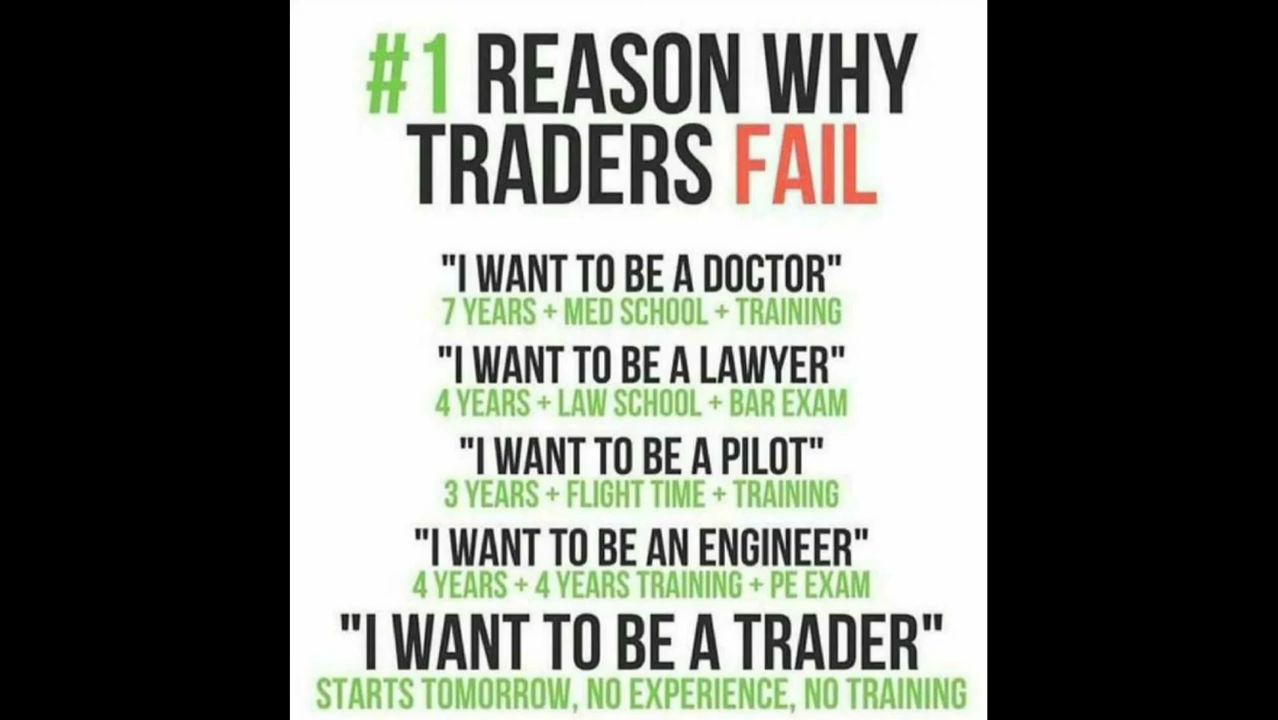 #1 REASON WHY
TRADERS FAIL
"I WANT TO BE A DOCTOR"
7 YEARS + MED SCHOOL + TRAINING
"I WANT TO BE A LAWYER"
4 YEARS + LAW SCHOOL + BAR EXAM
"I WANT TO BE A PILOT"
3 YEARS + FLIGHT TIME + TRAINING
"I WANT TO BE AN ENGINEER"
4 YEARS + 4 YEARS TRAINING + PE EXAM
"I WANT TO BE A TRADER"
STARTS TOMORROW, NO EXPERIENCE, NO TRAINING